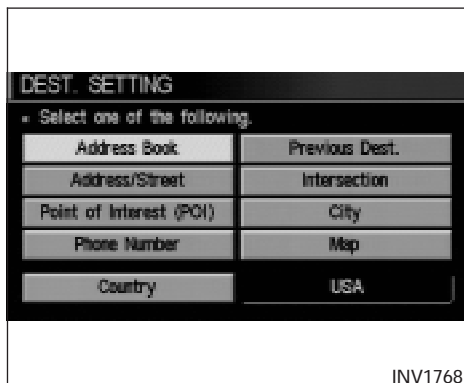 DEST. SETTING
Select one of the following.
Address Book Previous Dest.
Address/Street Intersection
Point of Interest (POI) City
Phone Number Map
Country USA
INV1768